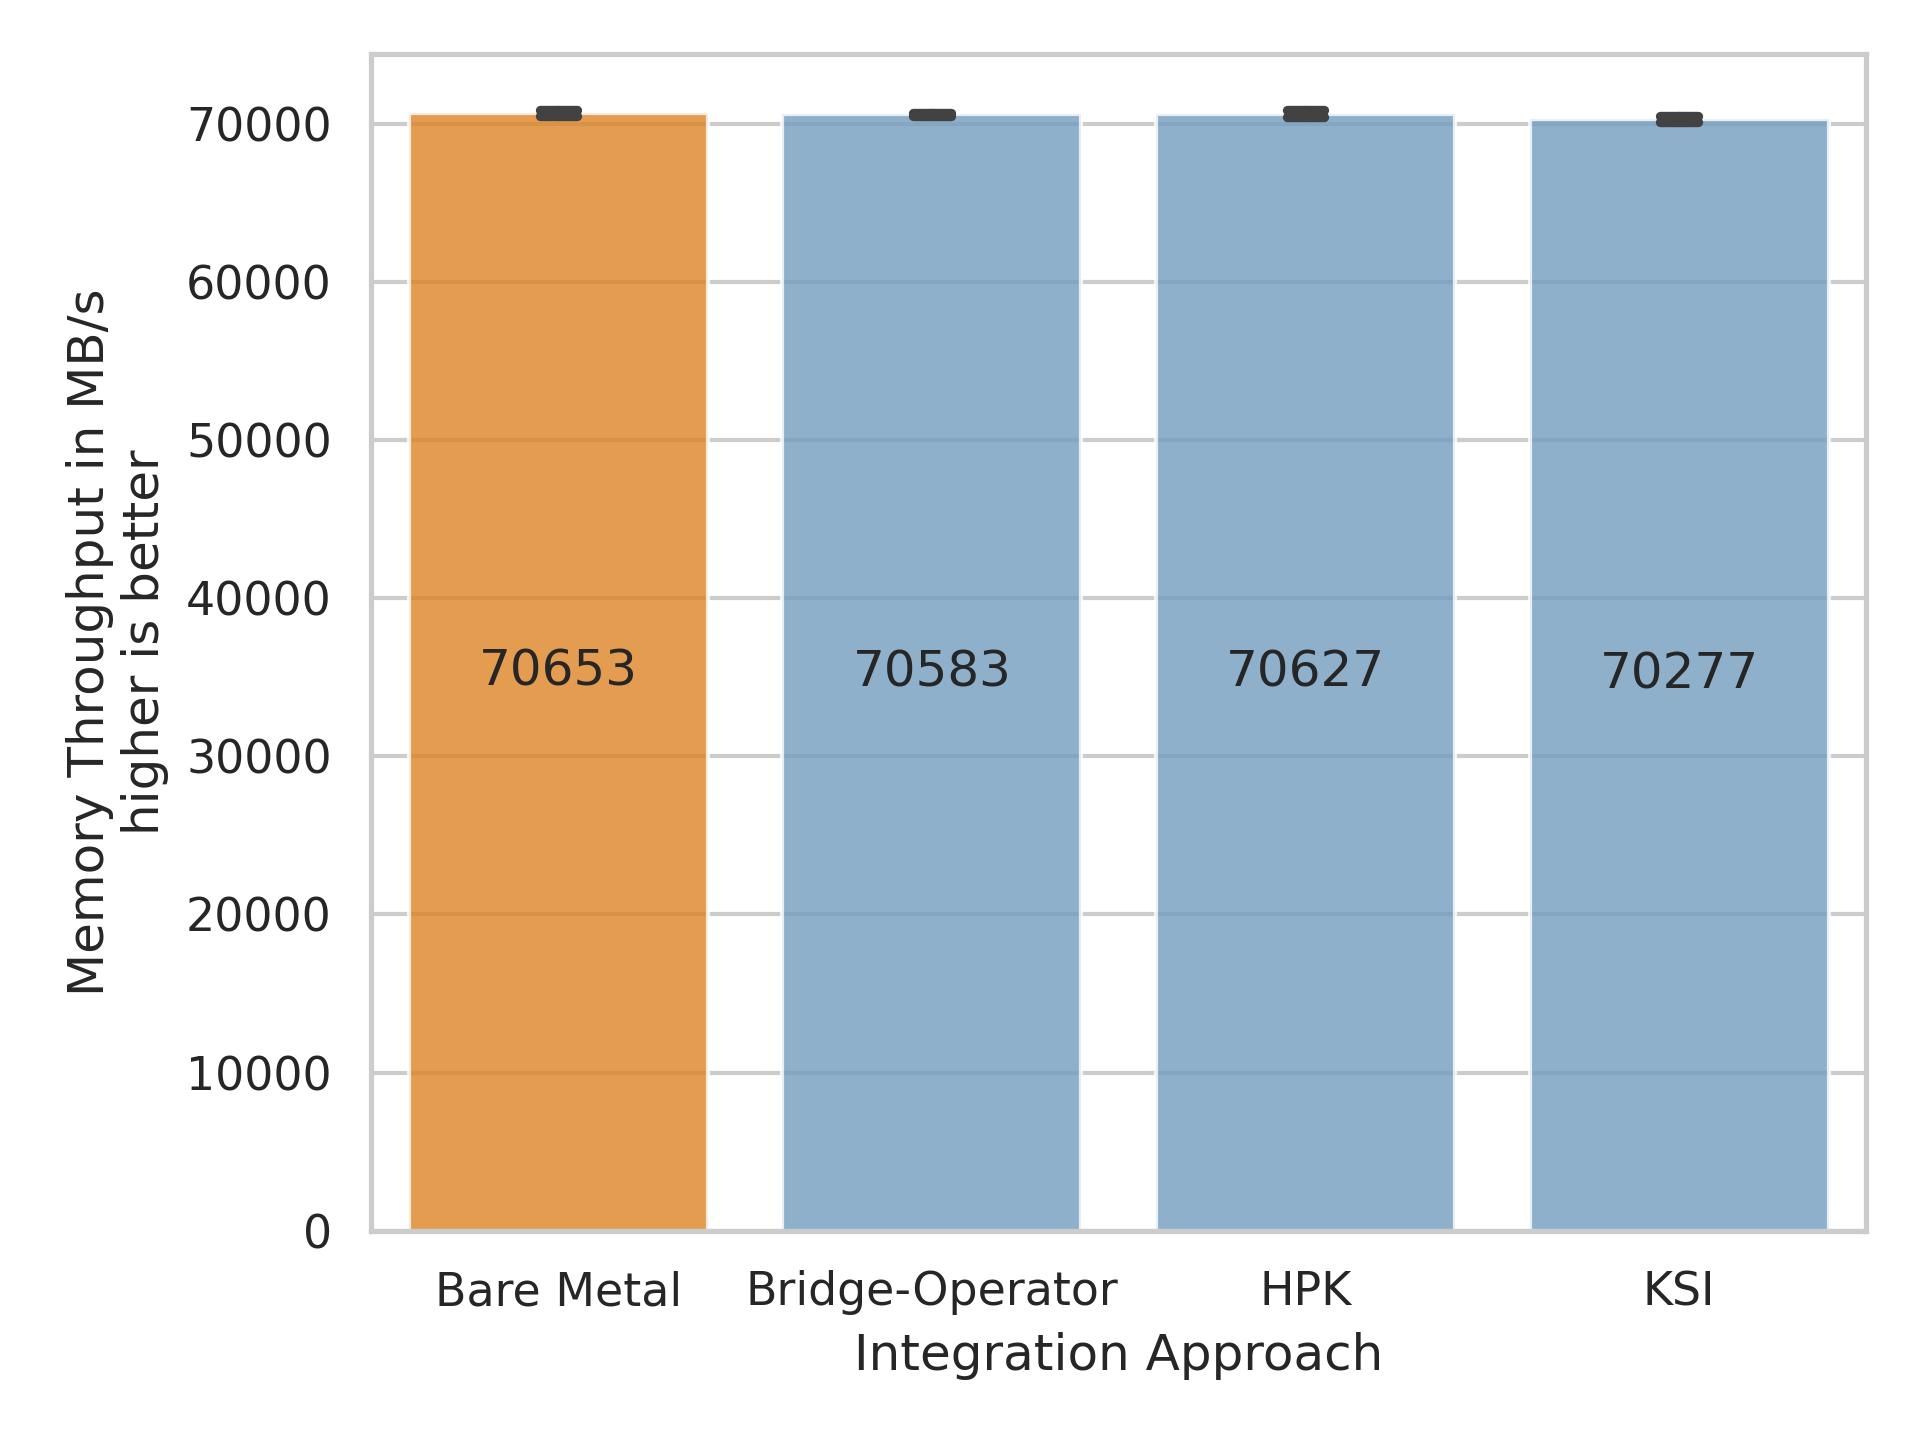 Memory Throughput in MB/s
higher is better
70000
60000
50000
40000
30000
20000
10000
0
70653
70583
70627
70277
Bare Metal
Bridge-Operator
HPK
KSI
Integration Approach